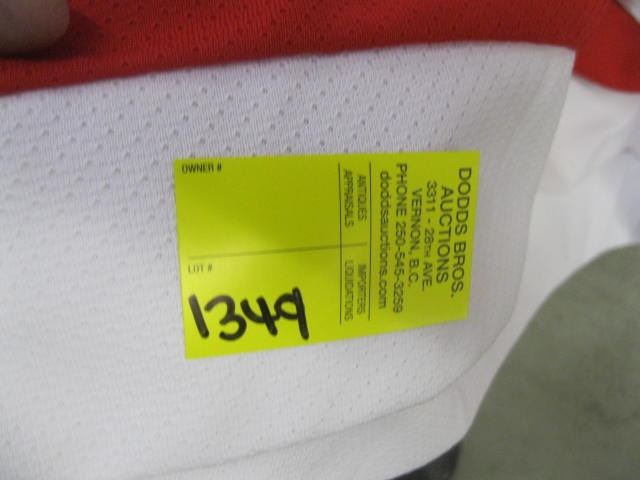 DODDS BROS.
AUCTIONS
3311 - 28TH AVE.
VERNON, B.C.
PHONE 250-545-3259
doddsauctions.com
ANTIQUES
APPRAISALS
IMPORTERS
LIQUIDATIONS
OWNER #
LOT #
1349